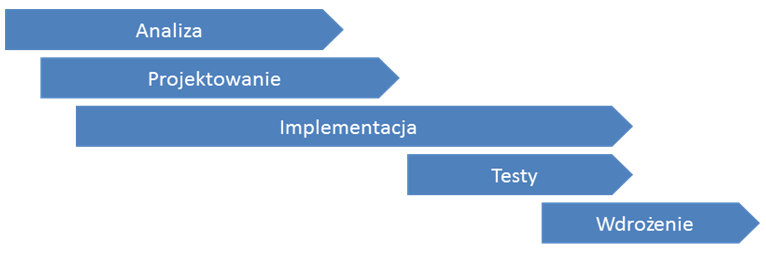 Analiza
Projektowanie
Implementacja
Testy
Wdrożenie